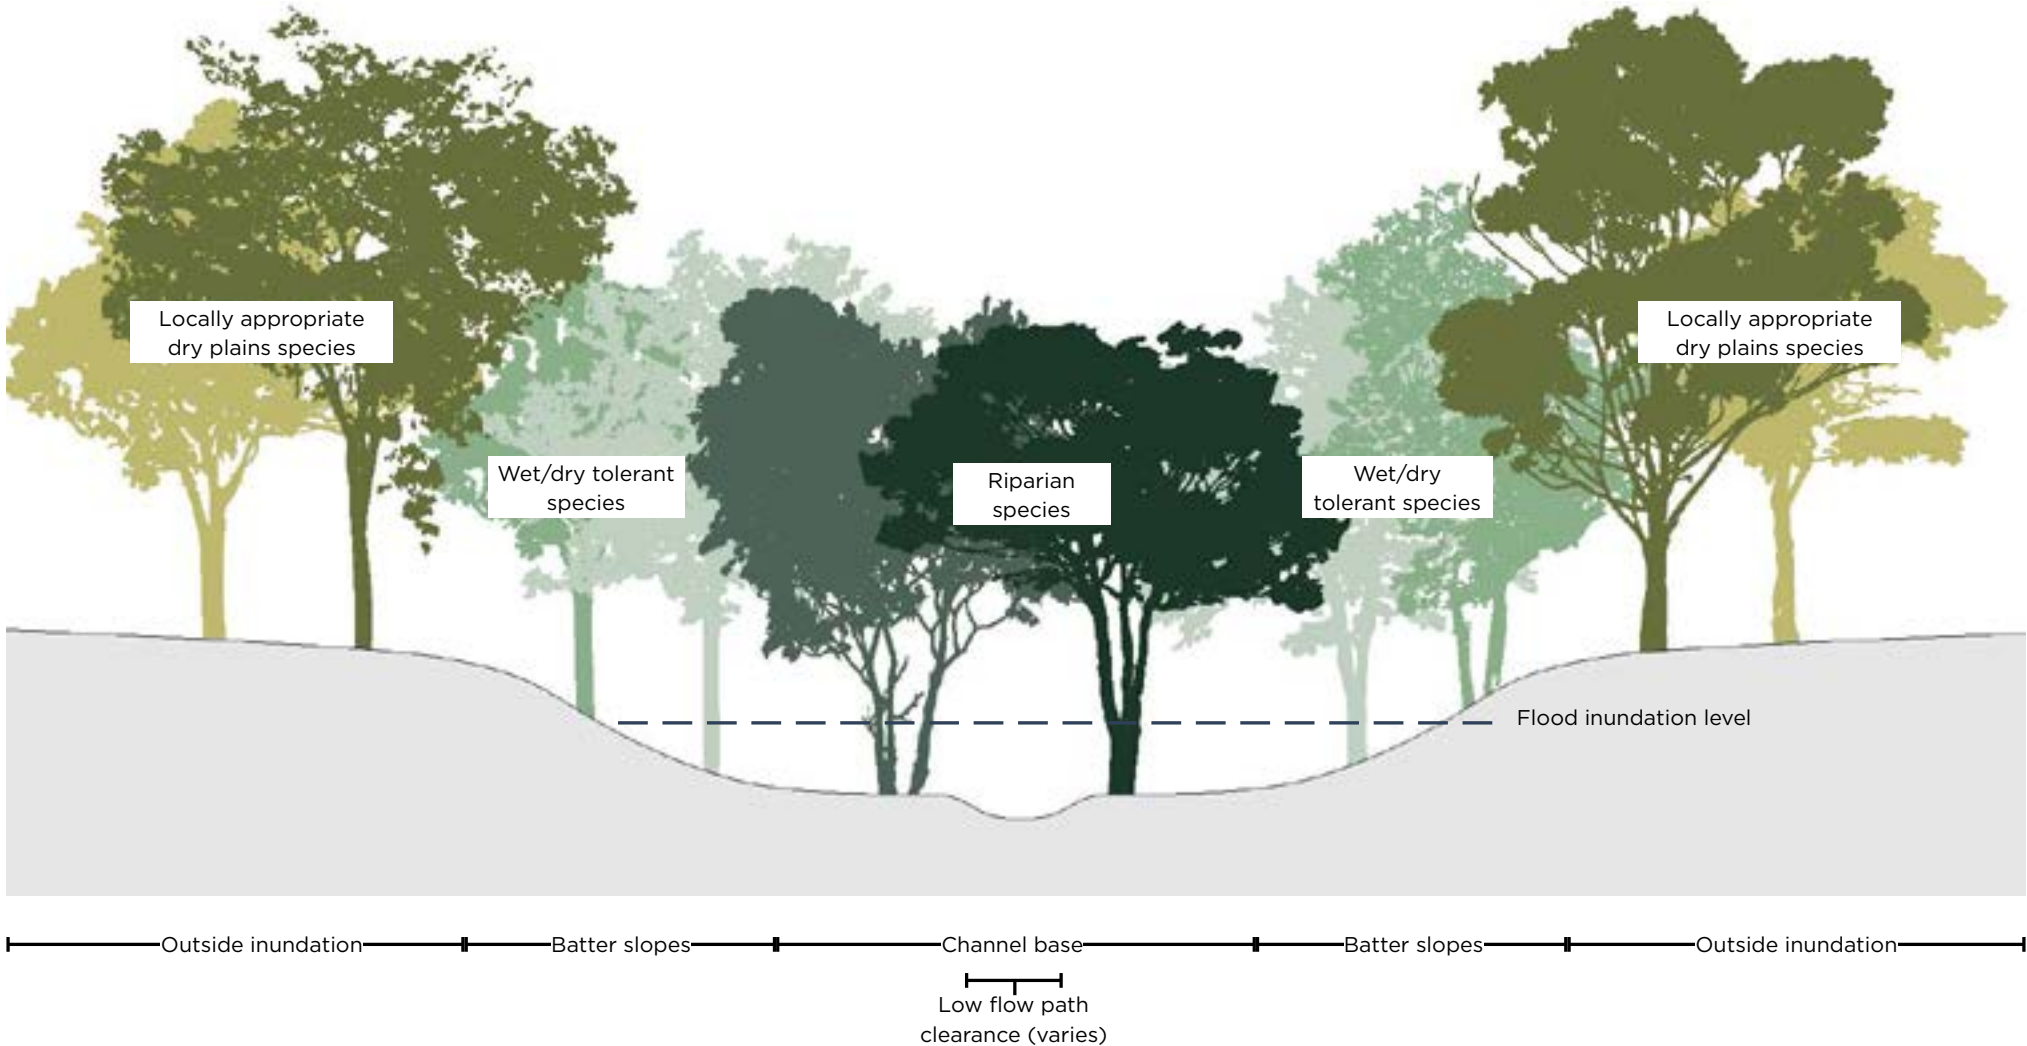 Locally appropriate
dry plains species
Locally appropriate
dry plains species
Wet/dry tolerant
species
Riparian
species
Wet/dry
tolerant species
Flood inundation level
Outside inundation
Batter slopes
Channel base
Batter slopes
Outside inundation
Low flow path
clearance (varies)